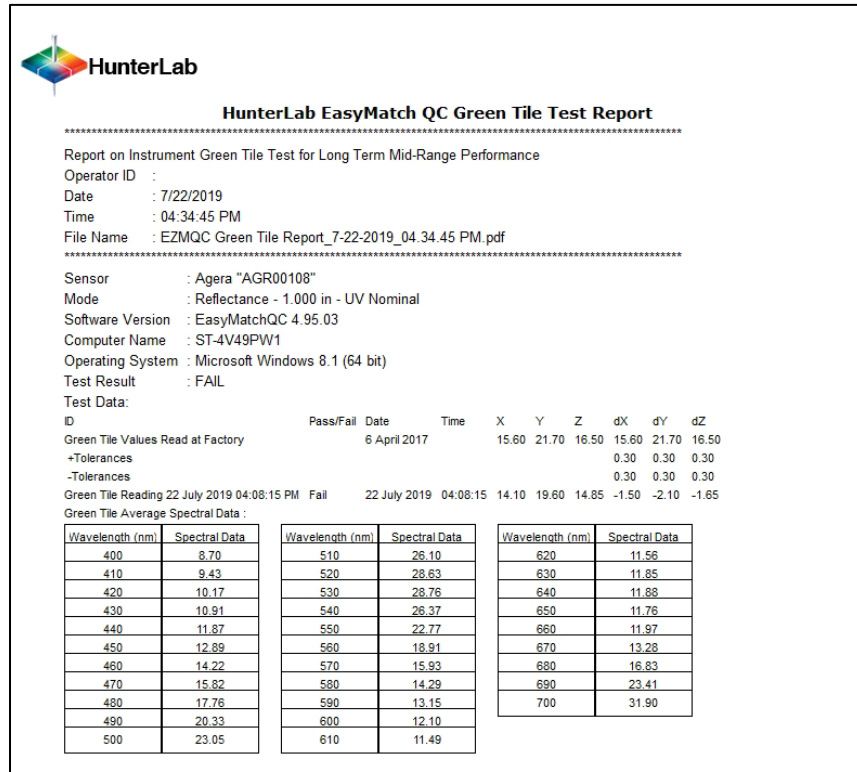 HunterLab
HunterLab EasyMatch QC Green Tile Test Report
****************************************************************************************************************
Report on Instrument Green Tile Test for Long Term Mid-Range Performance
Operator ID :
Date : 7/22/2019
Time : 04:34:45 PM
File Name : EZMQC Green Tile Report_7-22-2019_04.34.45 PM.pdf
****************************************************************************************************************
Sensor : Agera "AGR00108"
Mode : Reflectance - 1.000 in - UV Nominal
Software Version : EasyMatchQC 4.95.03
Computer Name : ST-4V49PW1
Operating System : Microsoft Windows 8.1 (64 bit)
Test Result : FAIL
Test Data:
ID Pass/Fail Date Time X Y Z dX dY dZ
Green Tile Values Read at Factory 6 April 2017 15.60 21.70 16.50 15.60 21.70 16.50
+Tolerances 0.30 0.30 0.30
-Tolerances 0.30 0.30 0.30
Green Tile Reading 22 July 2019 04:08:15 PM Fail 22 July 2019 04:08:15 14.10 19.60 14.85 -1.50 -2.10 -1.65
Green Tile Average Spectral Data :
Wavelength (nm) Spectral Data Wavelength (nm) Spectral Data Wavelength (nm) Spectral Data
400 8.70 510 26.10 620 11.56
410 9.43 520 28.63 630 11.85
420 10.17 530 28.76 640 11.88
430 10.91 540 26.37 650 11.76
440 11.87 550 22.77 660 11.97
450 12.89 560 18.91 670 13.28
460 14.22 570 15.93 680 16.83
470 15.82 580 14.29 690 23.41
480 17.76 590 13.15 700 31.90
490 20.33 600 12.10
500 23.05 610 11.49